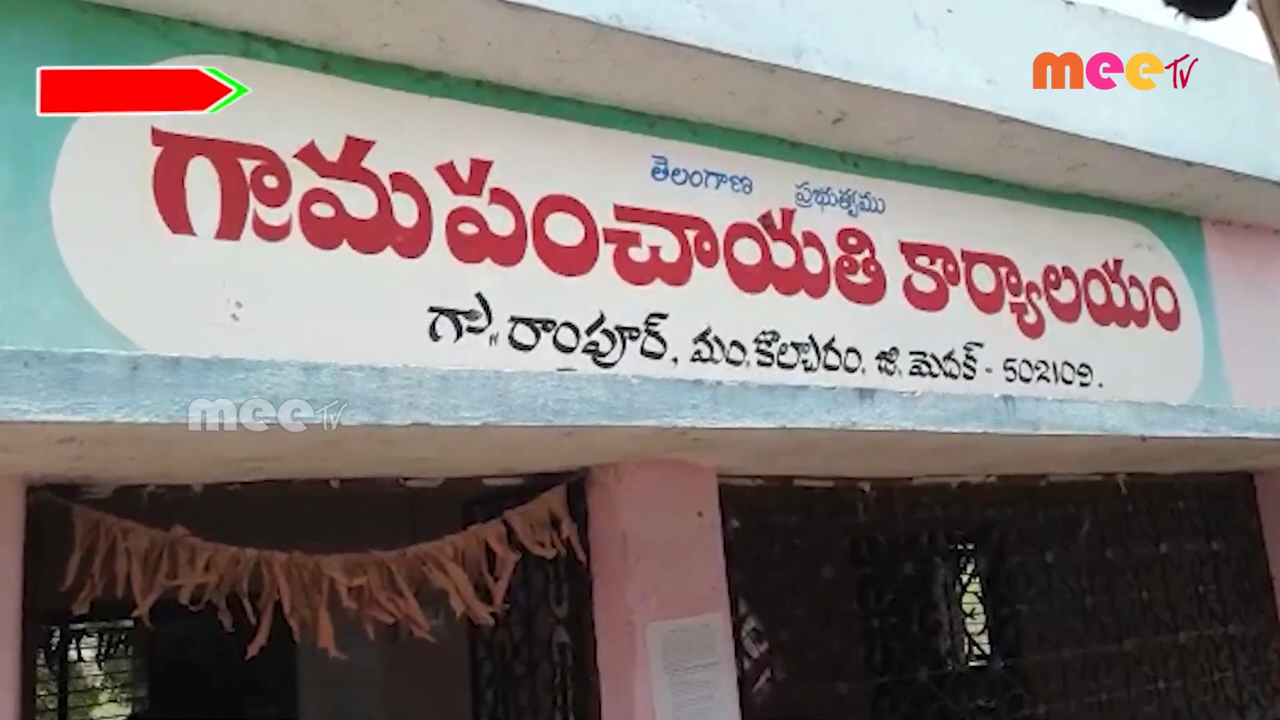 mee TV
తెలంగాణ ప్రభుత్వము
గ్రామ పంచాయతి కార్యాలయం
గ్రా॥ రాంపూర్, మం. కొల్చారం. జి. మెదక్ - 502109.
mee TV